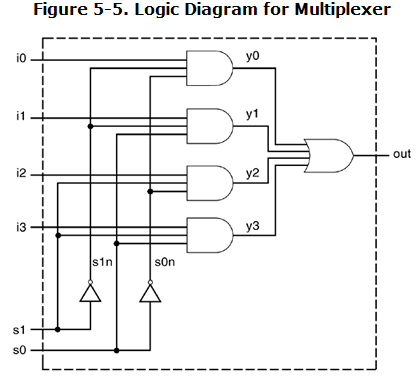 Figure 5-5. Logic Diagram for Multiplexer
i0
y0
i1
y1
out
i2
y2
i3
y3
s1n
s0n
s1
s0